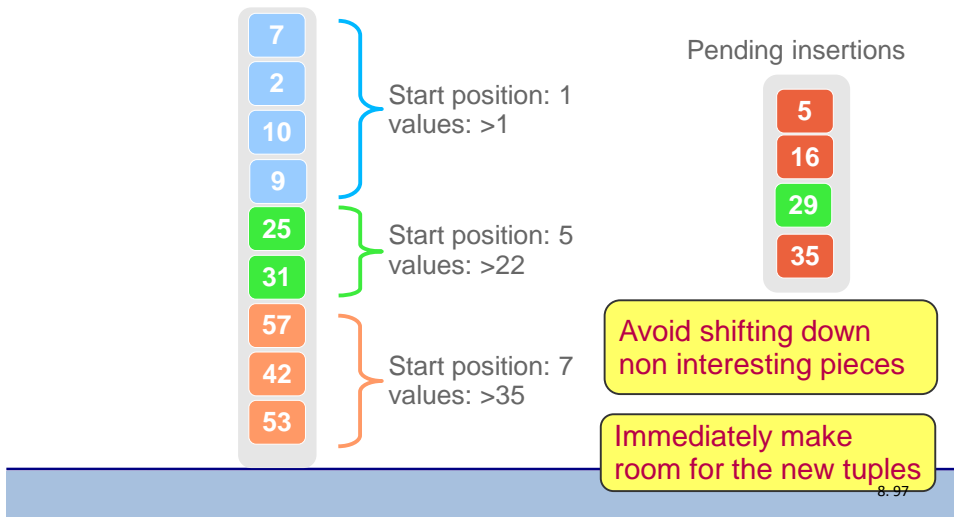 7
2
10
9
25
31
57
42
53
Start position: 1
values: >1
Start position: 5
values: >22
Start position: 7
values: >35
Pending insertions
5
16
29
35
Avoid shifting down
non interesting pieces
Immediately make
room for the new tuples
8. 97